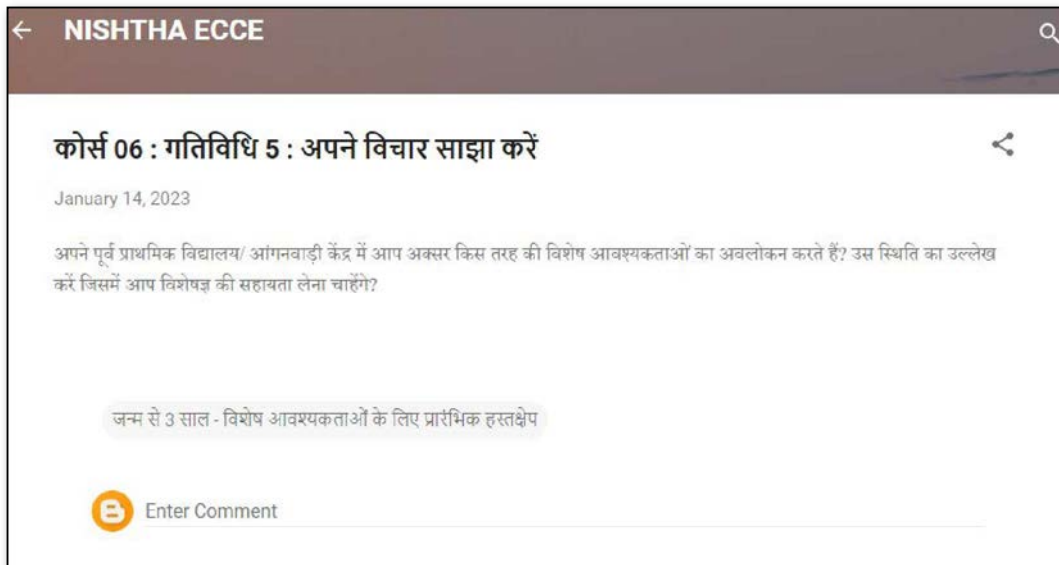 NISHTHA ECCE
कोर्स 06 : गतिविधि 5 : अपने विचार साझा करें
January 14, 2023
अपने पूर्व प्राथमिक विद्यालय/ आंगनवाड़ी केंद्र में आप अक्सर किस तरह की विशेष आवश्यकताओं का अवलोकन करते हैं? उस स्थिति का उल्लेख
करें जिसमें आप विशेषज्ञ की सहायता लेना चाहेंगे?
जन्म से 3 साल - विशेष आवश्यकताओं के लिए प्रारंभिक हस्तक्षेप
Enter Comment